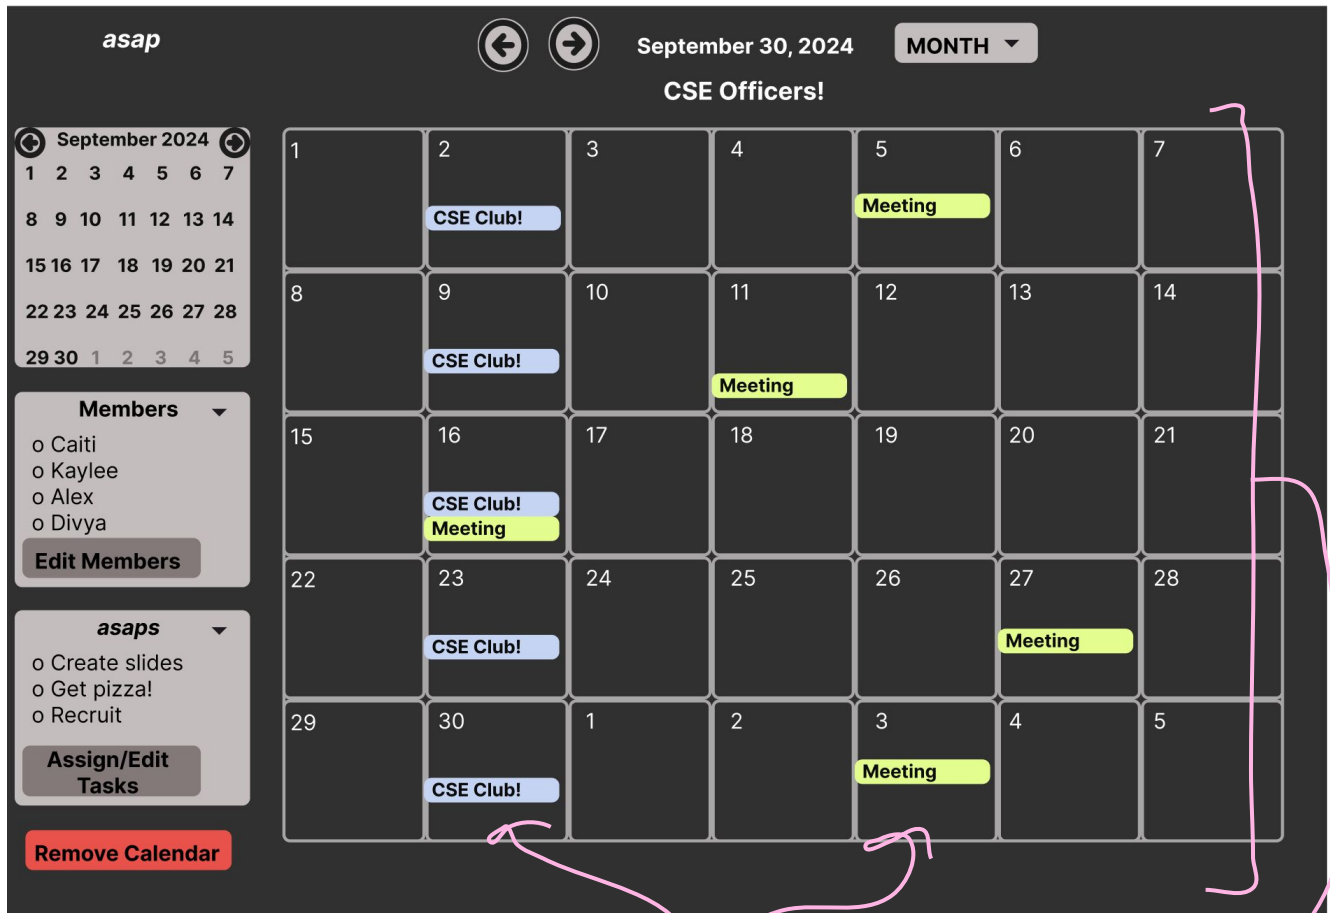 asap
September 30, 2024
MONTH
CSE Officers!
September 2024
1 2 3 4 5 6 7
8 9 10 11 12 13 14
15 16 17 18 19 20 21
22 23 24 25 26 27 28
29 30 1 2 3 4 5
Members
o Caiti
o Kaylee
o Alex
o Divya
Edit Members
asaps
o Create slides
o Get pizza!
o Recruit
Assign/Edit
Tasks
Remove Calendar
1 2 3 4 5 6 7
CSE Club! Meeting
8 9 10 11 12 13 14
CSE Club!
Meeting
15 16 17 18 19 20 21
CSE Club!
Meeting
22 23 24 25 26 27 28
CSE Club! Meeting
29 30 1 2 3 4 5
Meeting
CSE Club!